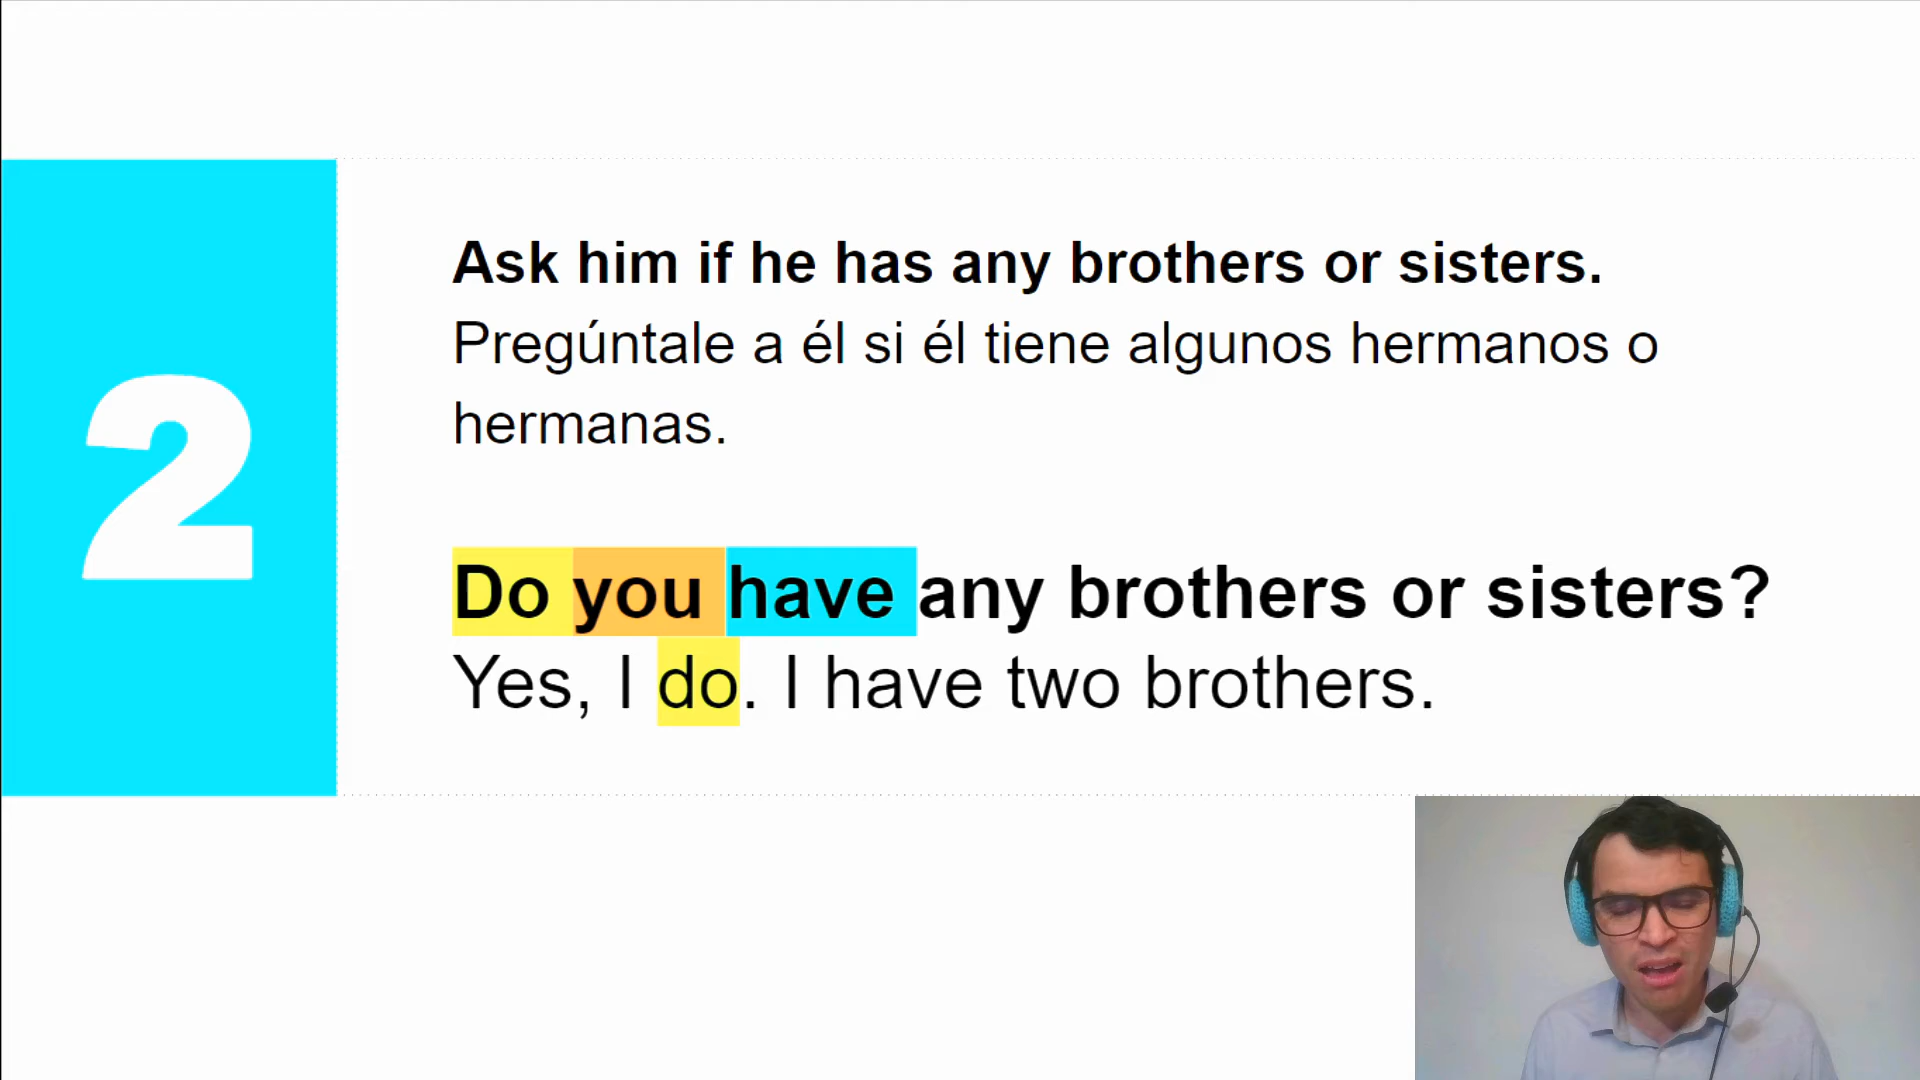 2
Ask him if he has any brothers or sisters.
Pregúntale a él si él tiene algunos hermanos o
hermanas.
Do you have any brothers or sisters?
Yes, I do. I have two brothers.